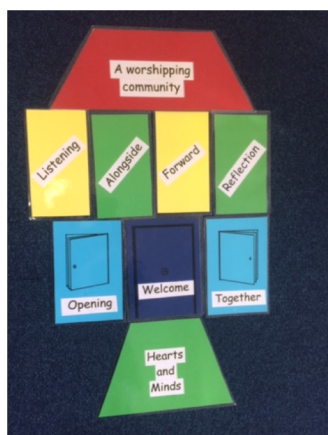 A worshipping
community
Listening
Alongside
Forward
Reflection
Opening
Welcome
Together
Hearts
and
Minds